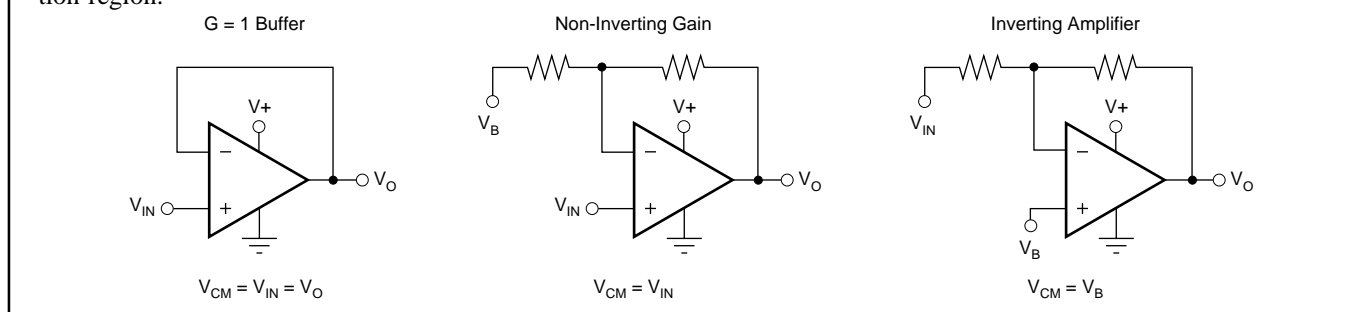 tion region.
G = 1 Buffer
Non-Inverting Gain
Inverting Amplifier
V+
−
+
V_IN
V_O
V_CM = V_IN = V_O
V_B
V+
−
+
V_IN
V_O
V_CM = V_IN
V_IN
V+
−
+
V_B
V_O
V_CM = V_B